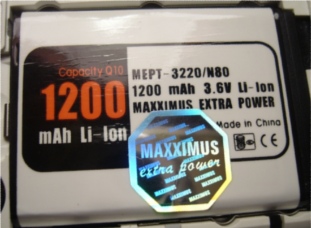 Capacity Q10
1200
mAh Li-Ion
MEPT-3220/N80
1200 mAh 3.6V Li-Ion
MAXXIMUS EXTRA POWER
Made in China
CE
MAXXIMUS
extra power
MAXXIMUS